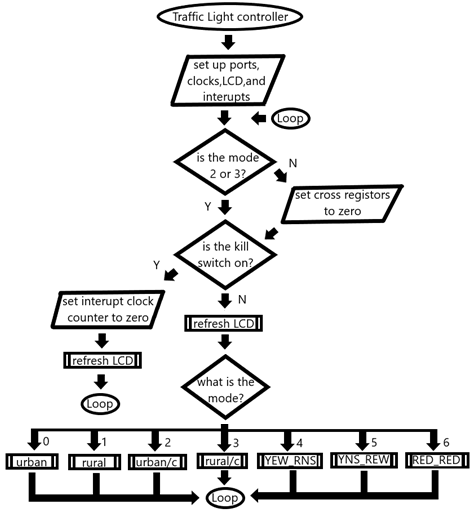 Traffic Light controller
set up ports,
clocks,LCD,and
interupts
Loop
is the mode
2 or 3?
N
set cross registors
to zero
Y
is the kill
switch on?
Y
set interupt clock
counter to zero
N
refresh LCD
refresh LCD
what is the
mode?
Loop
0 1 2 3 4 5 6
urban rural urban/c rural/c YEW_RNS YNS_REW RED_RED
Loop